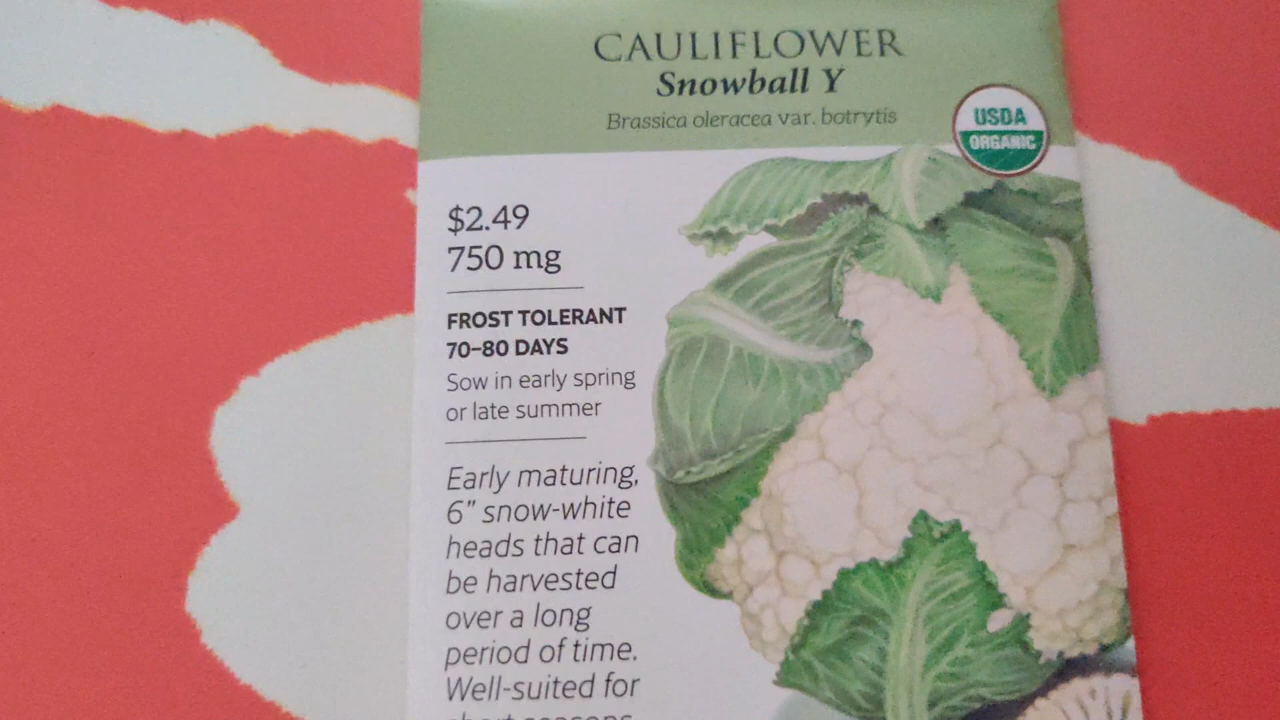 CAULIFLOWER
Snowball Y
Brassica oleracea var. botrytis
USDA
ORGANIC
$2.49
750 mg
FROST TOLERANT
70–80 DAYS
Sow in early spring
or late summer
Early maturing,
6" snow-white
heads that can
be harvested
over a long
period of time.
Well-suited for
short seasons.